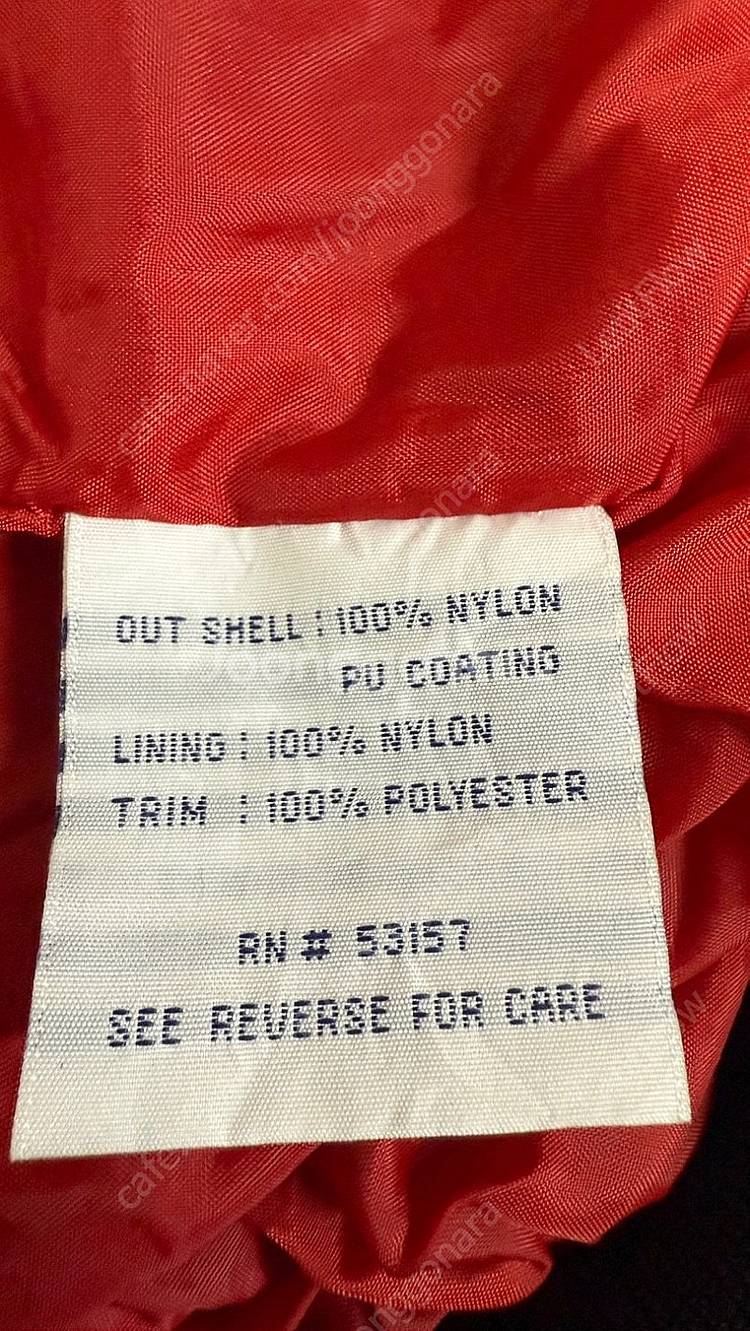 OUT SHELL : 100% NYLON
PU COATING
LINING : 100% NYLON
TRIM : 100% POLYESTER
RN # 53157
SEE REVERSE FOR CARE